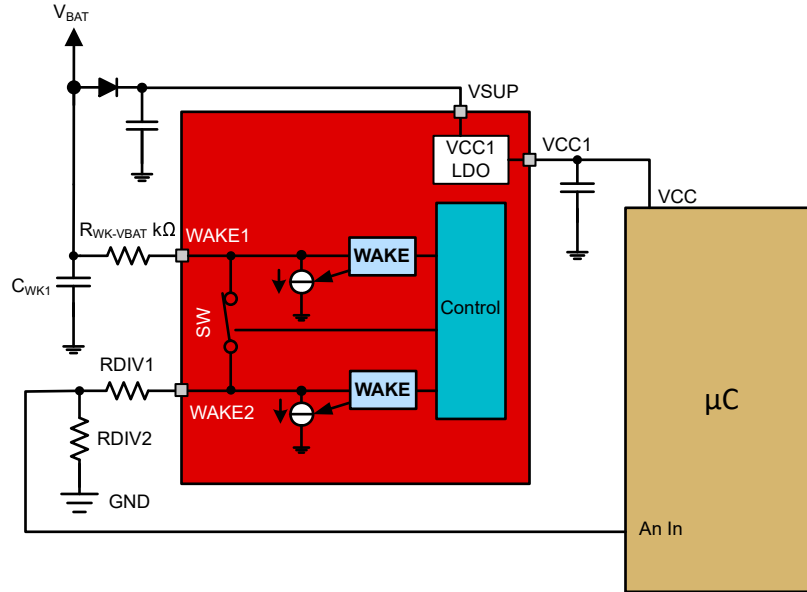 VBAT
VSUP
VCC1
LDO
VCC1
VCC
RWK-VBAT kΩ
WAKE1
WAKE
CWK1
SW
Control
RDIV1
WAKE2
WAKE
RDIV2
GND
µC
An In